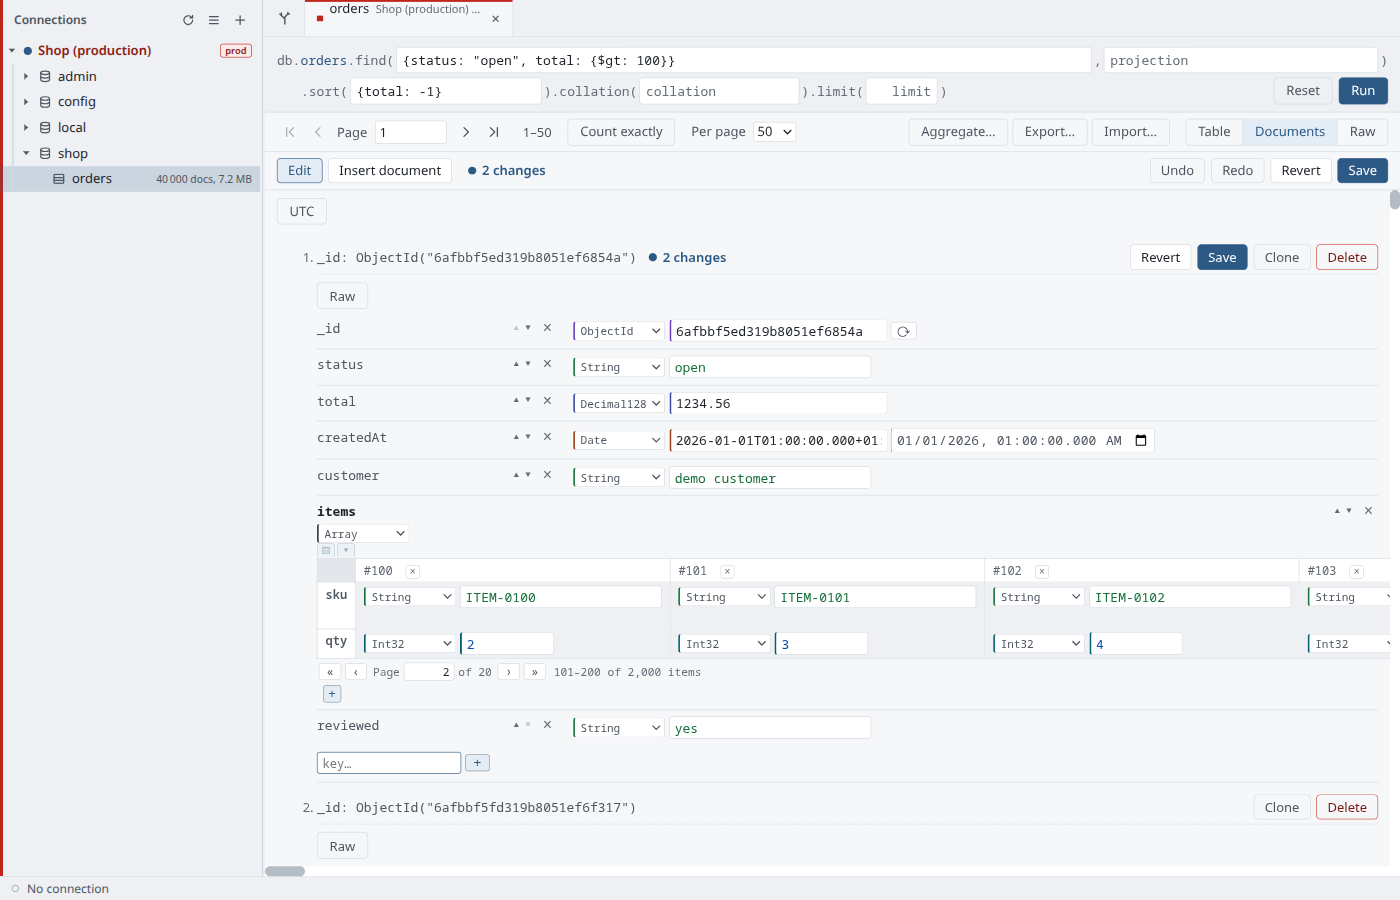 Connections
Shop (production) prod
admin
config
local
shop
orders 40 000 docs, 7.2 MB
orders Shop (production) ... ×
db.orders.find( {status: "open", total: {$gt: 100}} , projection )
.sort( {total: -1} ).collation( collation ).limit( limit )
Reset Run
Page 1 1–50 Count exactly Per page 50 Aggregate... Export... Import... Table Documents Raw
Edit Insert document 2 changes Undo Redo Revert Save
UTC
1. _id: ObjectId("6afbbf5ed319b8051ef6854a") 2 changes Revert Save Clone Delete
Raw
_id ObjectId 6afbbf5ed319b8051ef6854a
status String open
total Decimal128 1234.56
createdAt Date 2026-01-01T01:00:00.000+01: 01/01/2026, 01:00:00.000 AM
customer String demo customer
items
Array
#100 × #101 × #102 × #103 ×
sku String ITEM-0100 String ITEM-0101 String ITEM-0102 String
qty Int32 2 Int32 3 Int32 4 Int32
« ‹ Page 2 of 20 › » 101–200 of 2,000 items
+
reviewed String yes
key… +
2. _id: ObjectId("6afbbf5fd319b8051ef6f317") Clone Delete
Raw
No connection